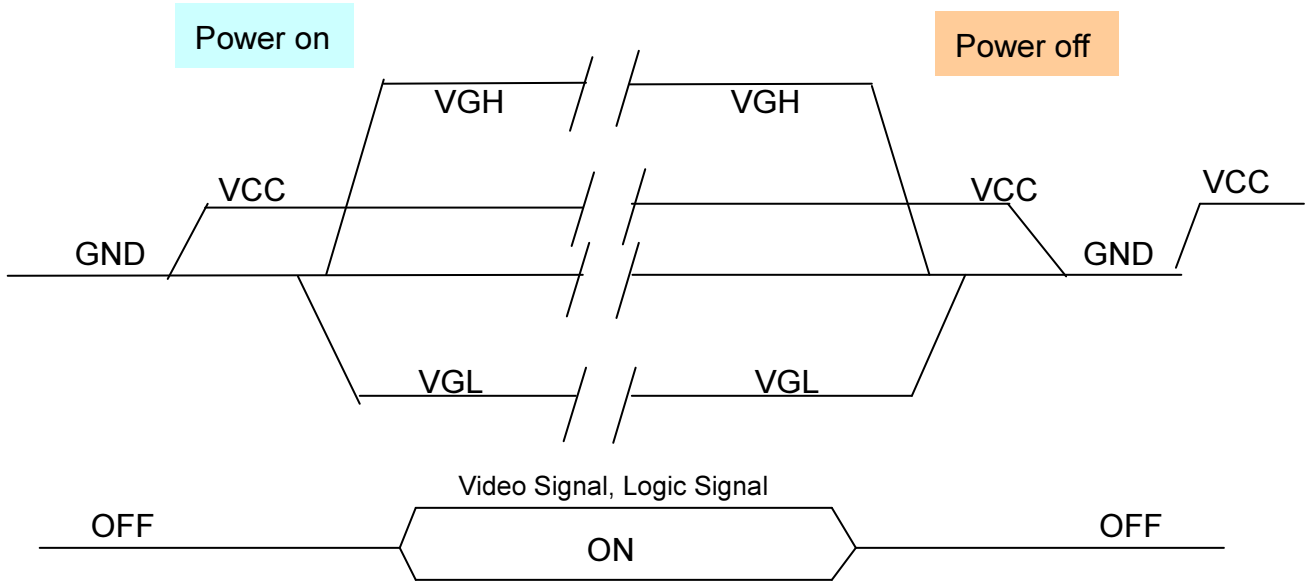 Power on
Power off
VGH
VGH
VCC
VCC
VCC
GND
GND
VGL
VGL
Video Signal, Logic Signal
OFF
ON
OFF